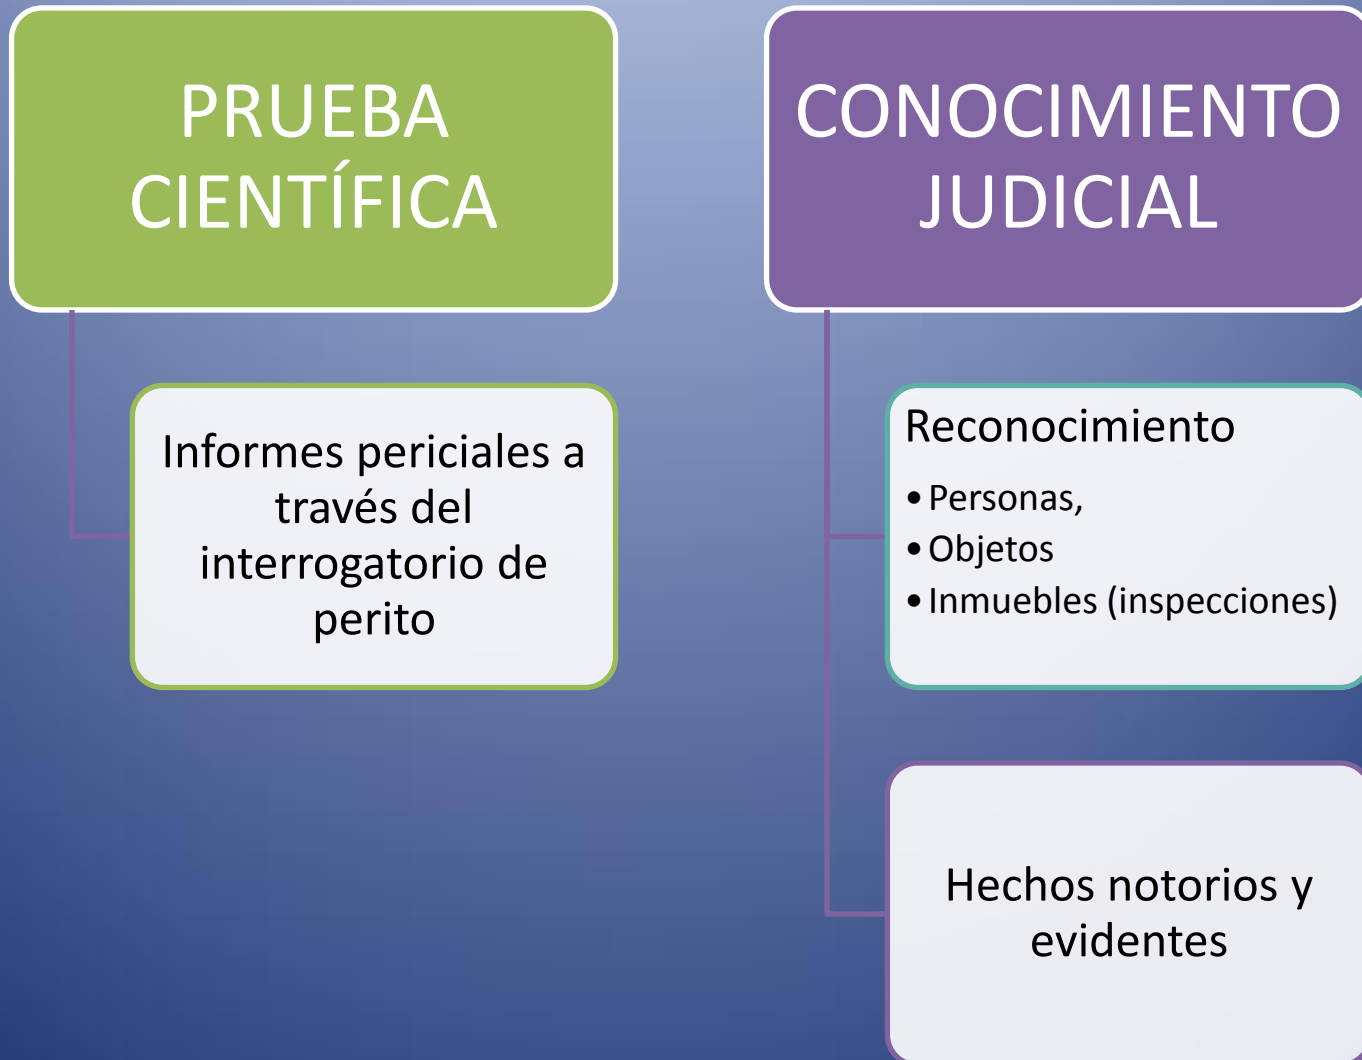 PRUEBA
CIENTÍFICA
Informes periciales a
través del
interrogatorio de
perito
CONOCIMIENTO
JUDICIAL
Reconocimiento
• Personas,
• Objetos
• Inmuebles (inspecciones)
Hechos notorios y
evidentes